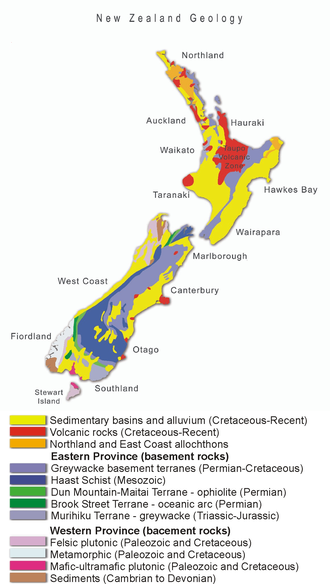 New Zealand Geology
Northland
Auckland
Hauraki
Waikato
Taupo
Volcanic
Zone
Taranaki
Hawkes Bay
Wairapara
Marlborough
West Coast
Canterbury
Fiordland
Otago
Stewart
Island
Southland
Sedimentary basins and alluvium (Cretaceous-Recent)
Volcanic rocks (Cretaceous-Recent)
Northland and East Coast allochthons
Eastern Province (basement rocks)
Greywacke basement terranes (Permian-Cretaceous)
Haast Schist (Mesozoic)
Dun Mountain-Maitai Terrane - ophiolite (Permian)
Brook Street Terrane - oceanic arc (Permian)
Murihiku Terrane - greywacke (Triassic-Jurassic)
Western Province (bacement rocks)
Felsic plutonic (Paleozoic and Cretaceous)
Metamorphic (Paleozoic and Cretaceous)
Mafic-ultramafic plutonic (Paleozoic and Cretaceous)
Sediments (Cambrian to Devonian)